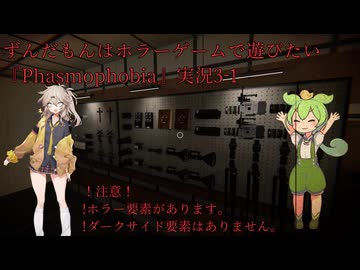 ずんだもんはホラーゲームで遊びたい
「Phasmophobia」実況3-1
！注意！
!ホラー要素があります。
!ダークサイド要素はありません。